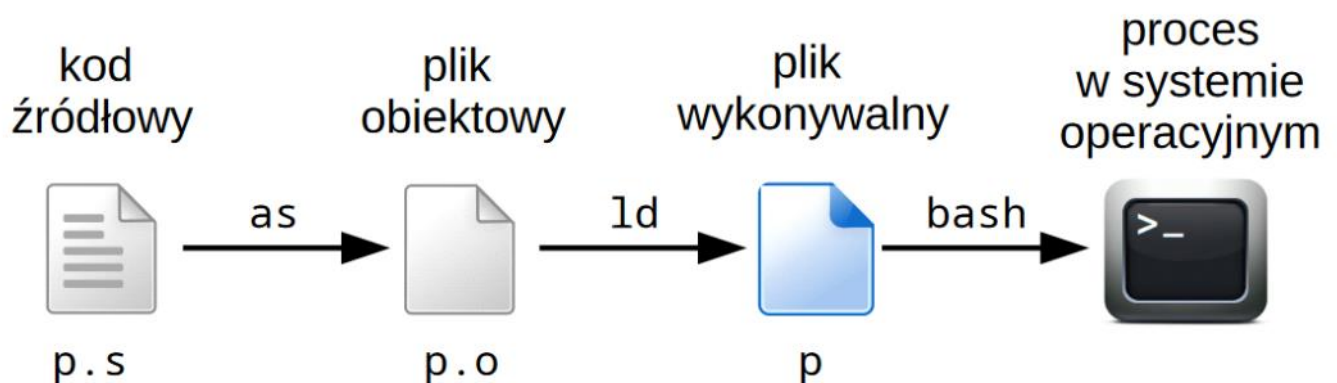 kod
źródłowy
plik
obiektowy
plik
wykonywalny
proces
w systemie
operacyjnym
as
ld
bash
>_
p.s
p.o
p